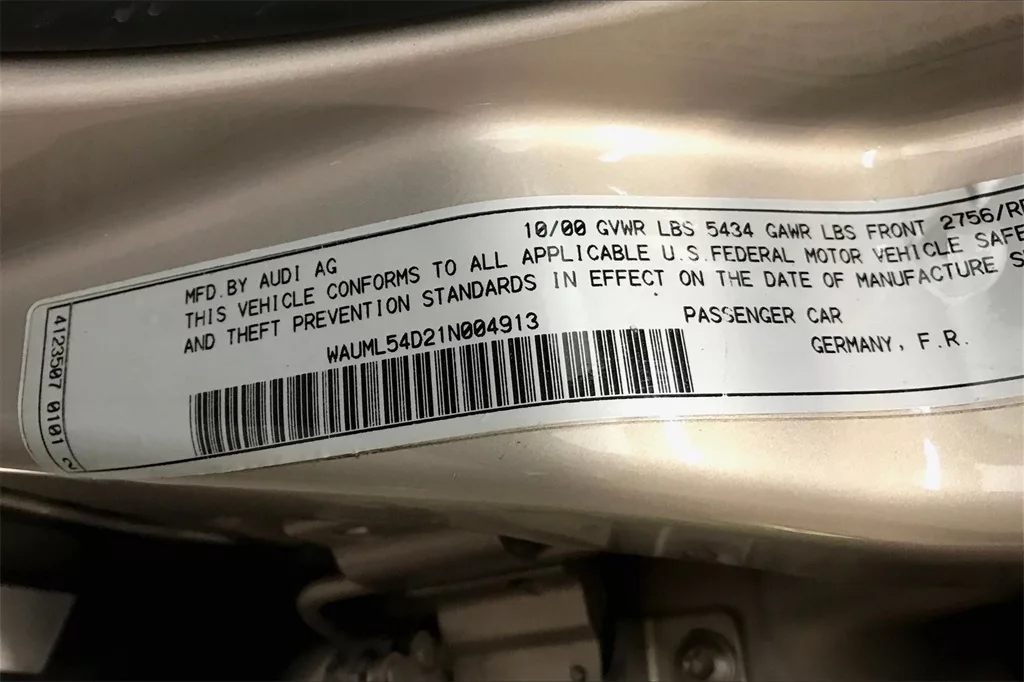 10/00 GVWR LBS 5434 GAWR LBS FRONT 2756/
MFD.BY AUDI AG
THIS VEHICLE CONFORMS TO ALL APPLICABLE U.S.FEDERAL MOTOR VEHICLE
AND THEFT PREVENTION STANDARDS IN EFFECT ON THE DATE OF MANUFACTURE
WAUML54D21N004913
PASSENGER CAR
GERMANY, F.R.
0101